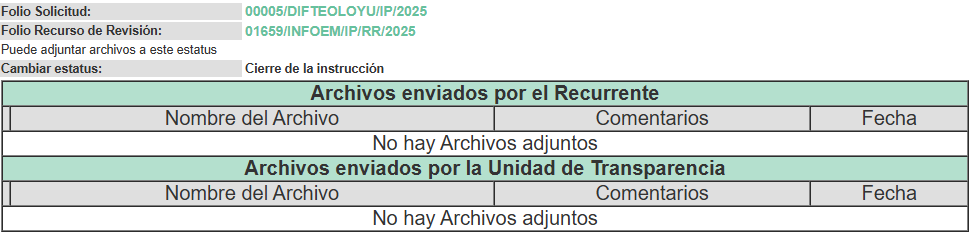 Folio Solicitud: 00005/DIFTEOLOYU/IP/2025
Folio Recurso de Revisión: 01659/INFOEM/IP/RR/2025
Puede adjuntar archivos a este estatus
Cambiar estatus: Cierre de la instrucción
Archivos enviados por el Recurrente
Nombre del Archivo Comentarios Fecha
No hay Archivos adjuntos
Archivos enviados por la Unidad de Transparencia
Nombre del Archivo Comentarios Fecha
No hay Archivos adjuntos